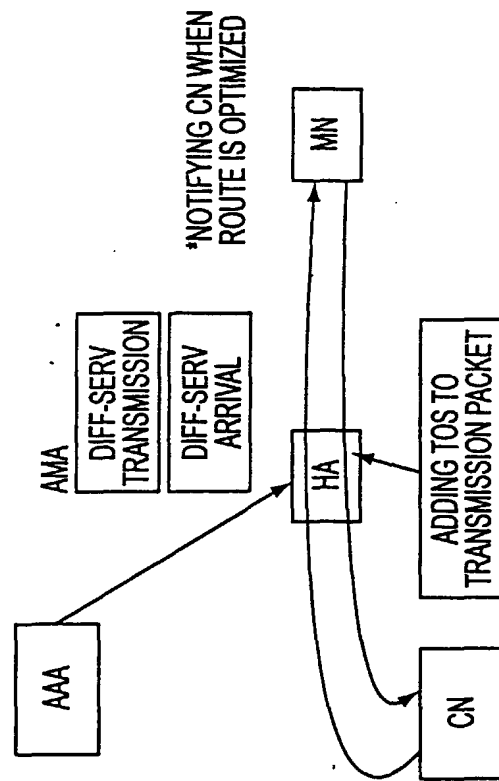 AAA
AMA
DIFF-SERV
TRANSMISSION
DIFF-SERV
ARRIVAL
*NOTIFYING CN WHEN
ROUTE IS OPTIMIZED
HA
MN
CN
ADDING TOS TO
TRANSMISSION PACKET